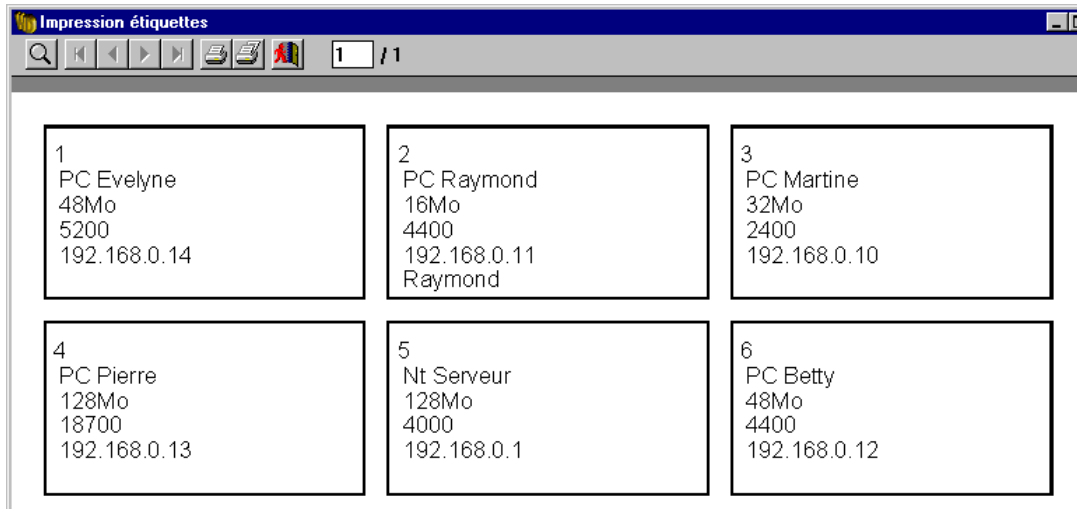 Impression étiquettes
1 / 1
1
PC Evelyne
48Mo
5200
192.168.0.14
2
PC Raymond
16Mo
4400
192.168.0.11
Raymond
3
PC Martine
32Mo
2400
192.168.0.10
4
PC Pierre
128Mo
18700
192.168.0.13
5
Nt Serveur
128Mo
4000
192.168.0.1
6
PC Betty
48Mo
4400
192.168.0.12